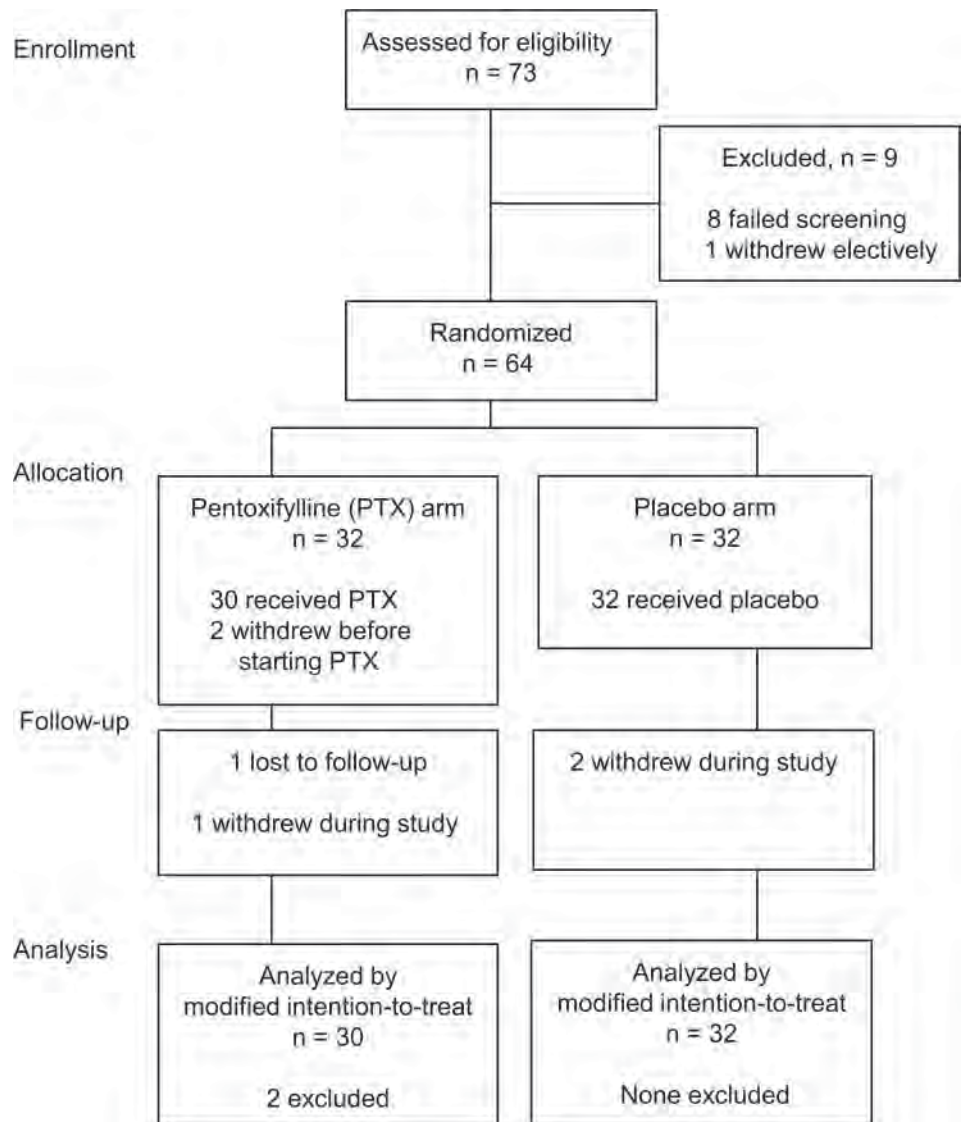 Enrollment
Assessed for eligibility
n = 73
Excluded, n = 9
8 failed screening
1 withdrew electively
Randomized
n = 64
Allocation
Pentoxifylline (PTX) arm
n = 32
30 received PTX
2 withdrew before
starting PTX
Placebo arm
n = 32
32 received placebo
Follow-up
1 lost to follow-up
1 withdrew during study
2 withdrew during study
Analysis
Analyzed by
modified intention-to-treat
n = 30
2 excluded
Analyzed by
modified intention-to-treat
n = 32
None excluded